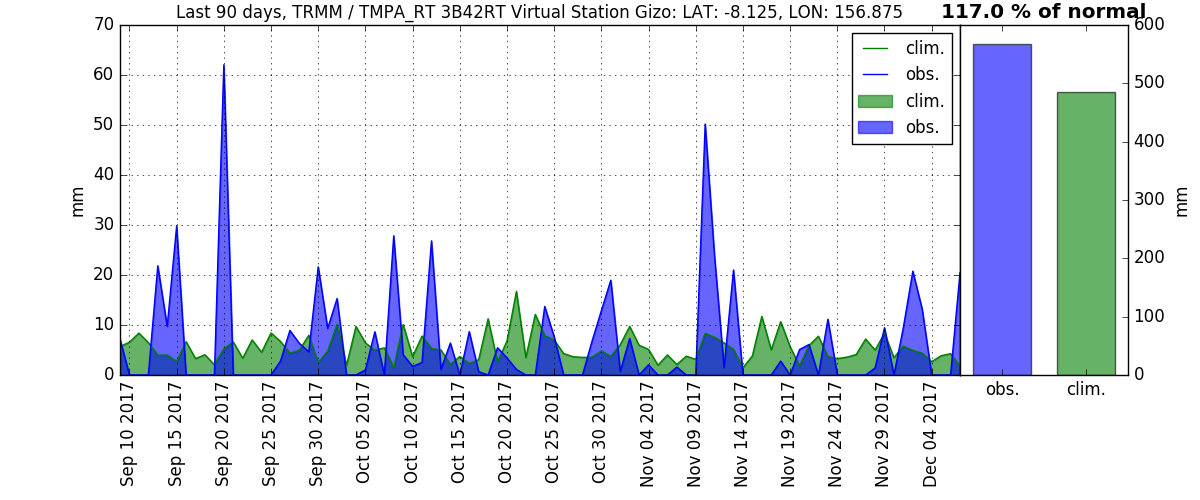 Last 90 days, TRMM / TMPA_RT 3B42RT Virtual Station Gizo: LAT: -8.125, LON: 156.875
117.0 % of normal
70
60
50
40
30
20
10
0
mm
clim.
obs.
clim.
obs.
Sep 10 2017
Sep 15 2017
Sep 20 2017
Sep 25 2017
Sep 30 2017
Oct 05 2017
Oct 10 2017
Oct 15 2017
Oct 20 2017
Oct 25 2017
Oct 30 2017
Nov 04 2017
Nov 09 2017
Nov 14 2017
Nov 19 2017
Nov 24 2017
Nov 29 2017
Dec 04 2017
600
500
400
300
200
100
0
mm
obs.
clim.